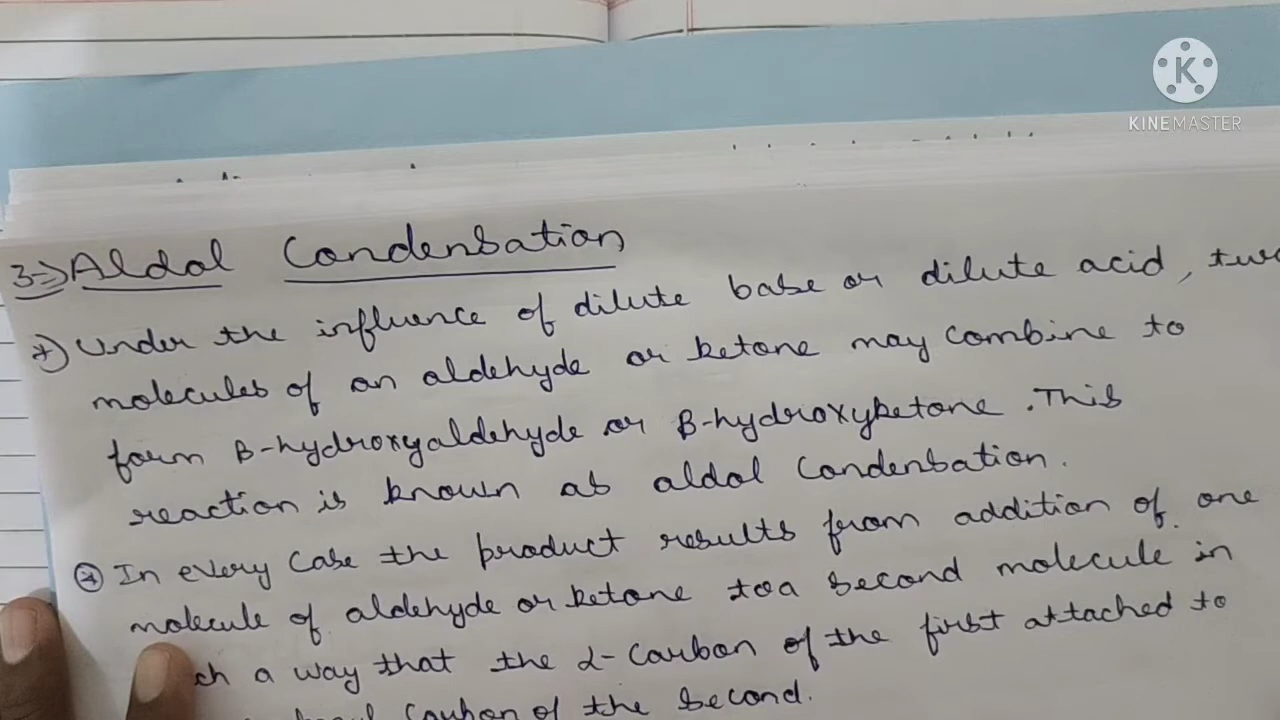 KINEMASTER
3⇒ Aldol Condensation
*) Under the influence of dilute base or dilute acid, two
molecules of an aldehyde or ketone may combine to
form β-hydroxyaldehyde or β-hydroxyketone. This
reaction is known as aldol Condensation.
* In every Case the product results from addition of one
molecule of aldehyde or ketone to a second molecule in
a way that the α-Carbon of the first attached to
Carbon of the second.